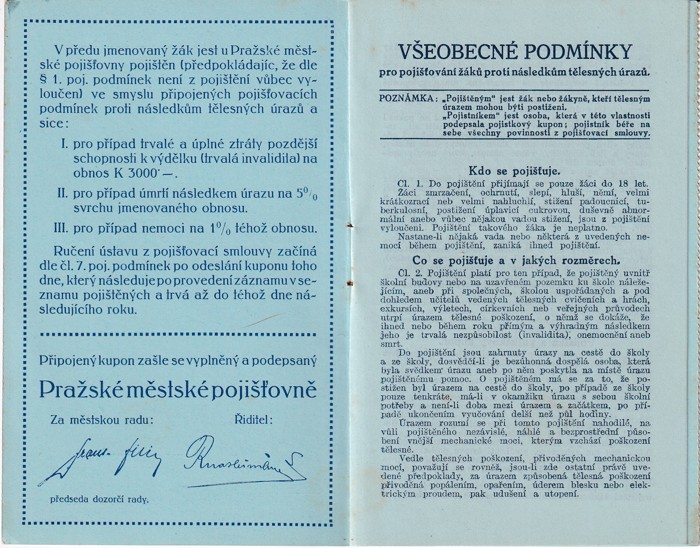 V předu jmenovaný žák jest u Pražské měst-
ské pojišťovny pojištěn (předpokládajíc, že dle
§ 1. poj. podmínek není z pojištění vůbec vy-
loučen) ve smyslu připojených pojišťovacích
podmínek proti následkům tělesných úrazů a
sice:
I. pro případ trvalé a úplné ztráty pozdější
schopnosti k výdělku (trvalá invalidita) na
obnos K 3000·—.
II. pro případ úmrtí následkem úrazu na 5%
svrchu jmenovaného obnosu.
III. pro případ nemoci na 1% téhož obnosu.
Ručení ústavu z pojišťovací smlouvy začíná
dle čl. 7. poj. podmínek po odeslání kuponu toho
dne, který následuje po provedení záznamu v se-
znamu pojištěných a trvá až do téhož dne ná-
sledujícího roku.
Připojený kupon zašle se vyplněný a podepsaný
Pražské městské pojišťovně
Za městkou radu: Řiditel:
předseda dozorčí rady.
VŠEOBECNÉ PODMÍNKY
pro pojišťování žáků proti následkům tělesných úrazů.
POZNÁMKA: „Pojištěným" jest žák nebo žákyně, kteří tělesným
úrazem mohou býti postiženi.
„Pojistníkem" jest osoba, která v této vlastnosti
podepsala pojistkový kupon; pojistník béře na
sebe všechny povinnosti z pojišťovací smlouvy.
Kdo se pojišťuje.
Čl. 1. Do pojištění přijímají se pouze žáci do 18 let.
Žáci zmrzačení, ochrnutí, slepí, hluší, němí, velmi
krátkozrací neb velmi nahluchlí, stižení padoucnicí, tu-
berkulosní, postižení úplavicí cukrovou, duševně abnor-
mální anebo vůbec nějakou vadou stižení, jsou z pojištění
vyloučeni. Pojištění takového žáka je neplatno.
Nastane-li nějaká vada nebo některá z uvedených ne-
mocí během pojištění, zaniká ihned pojištění.
Co se pojišťuje a v jakých rozměrech.
Čl. 2. Pojištění platí pro ten případ, že pojištěný uvnitř
školní budovy nebo na uzavřeném pozemku ku škole nálože-
jícím, aneb při společných, školou uspořádaných a pod
dohledem učitelů vedených tělesných cvičeních a hrách,
exkursích, výletech, církevních neb veřejných průvodech
utrpí úrazem tělesné poškození, o němž se dokáže, že
ihned nebo během roku přímým a výhradným následkem
jeho je trvalá nezpůsobilost (invalidita), onemocnění aneb
smrt.
Do pojištění jsou zahrnuty úrazy na cestě do školy
a ze školy, dosvědčí-li je bezúhonná dospělá osoba, která
byla svědkem úrazu aneb po něm poskytla na místě úrazu
pojištěnému pomoc. O pojištěném má se za to, že po-
stižen byl úrazem na cestě do školy, po případě ze školy
pouze tenkráte, má-li v okamžiku úrazu s sebou školní
potřeby a není-li doba mezi úrazem a začátkem, po pří-
padě ukončením vyučování delší než půl hodiny.
Úrazem rozumí se při tomto pojištění nahodilé, na
vůli pojištěného nezávislé, náhlé a bezprostřední působe-
ní vnější mechanické moci, kterým vzchází poškození
tělesné.
Vedle tělesných poškození, přivoděných mechanickou
mocí, považují se rovněž, jsou-li zde ostatní právě uve-
dené předpoklady, za úrazem způsobená tělesná poškození
přivoděná popálením, opařením, úderem blesku nebo elek-
trickým proudem, pak udušení a utopení.